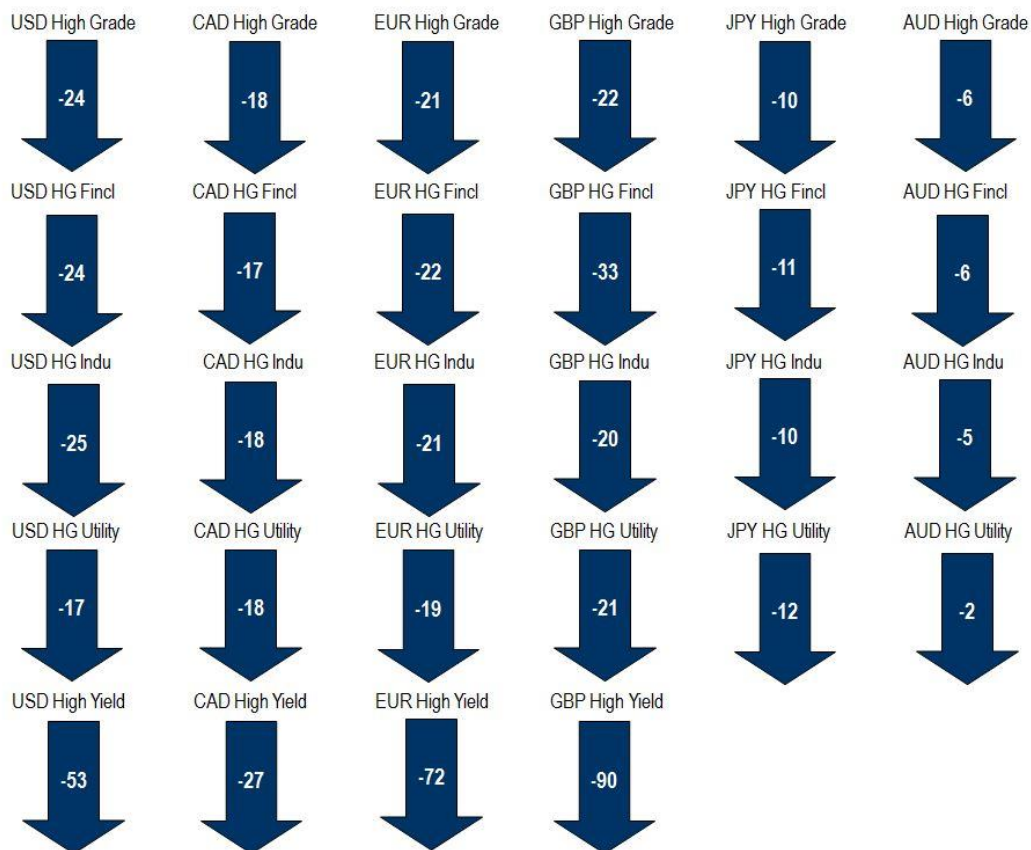 USD High Grade CAD High Grade EUR High Grade GBP High Grade JPY High Grade AUD High Grade
-24 -18 -21 -22 -10 -6
USD HG Fincl CAD HG Fincl EUR HG Fincl GBP HG Fincl JPY HG Fincl AUD HG Fincl
-24 -17 -22 -33 -11 -6
USD HG Indu CAD HG Indu EUR HG Indu GBP HG Indu JPY HG Indu AUD HG Indu
-25 -18 -21 -20 -10 -5
USD HG Utility CAD HG Utility EUR HG Utility GBP HG Utility JPY HG Utility AUD HG Utility
-17 -18 -19 -21 -12 -2
USD High Yield CAD High Yield EUR High Yield GBP High Yield
-53 -27 -72 -90